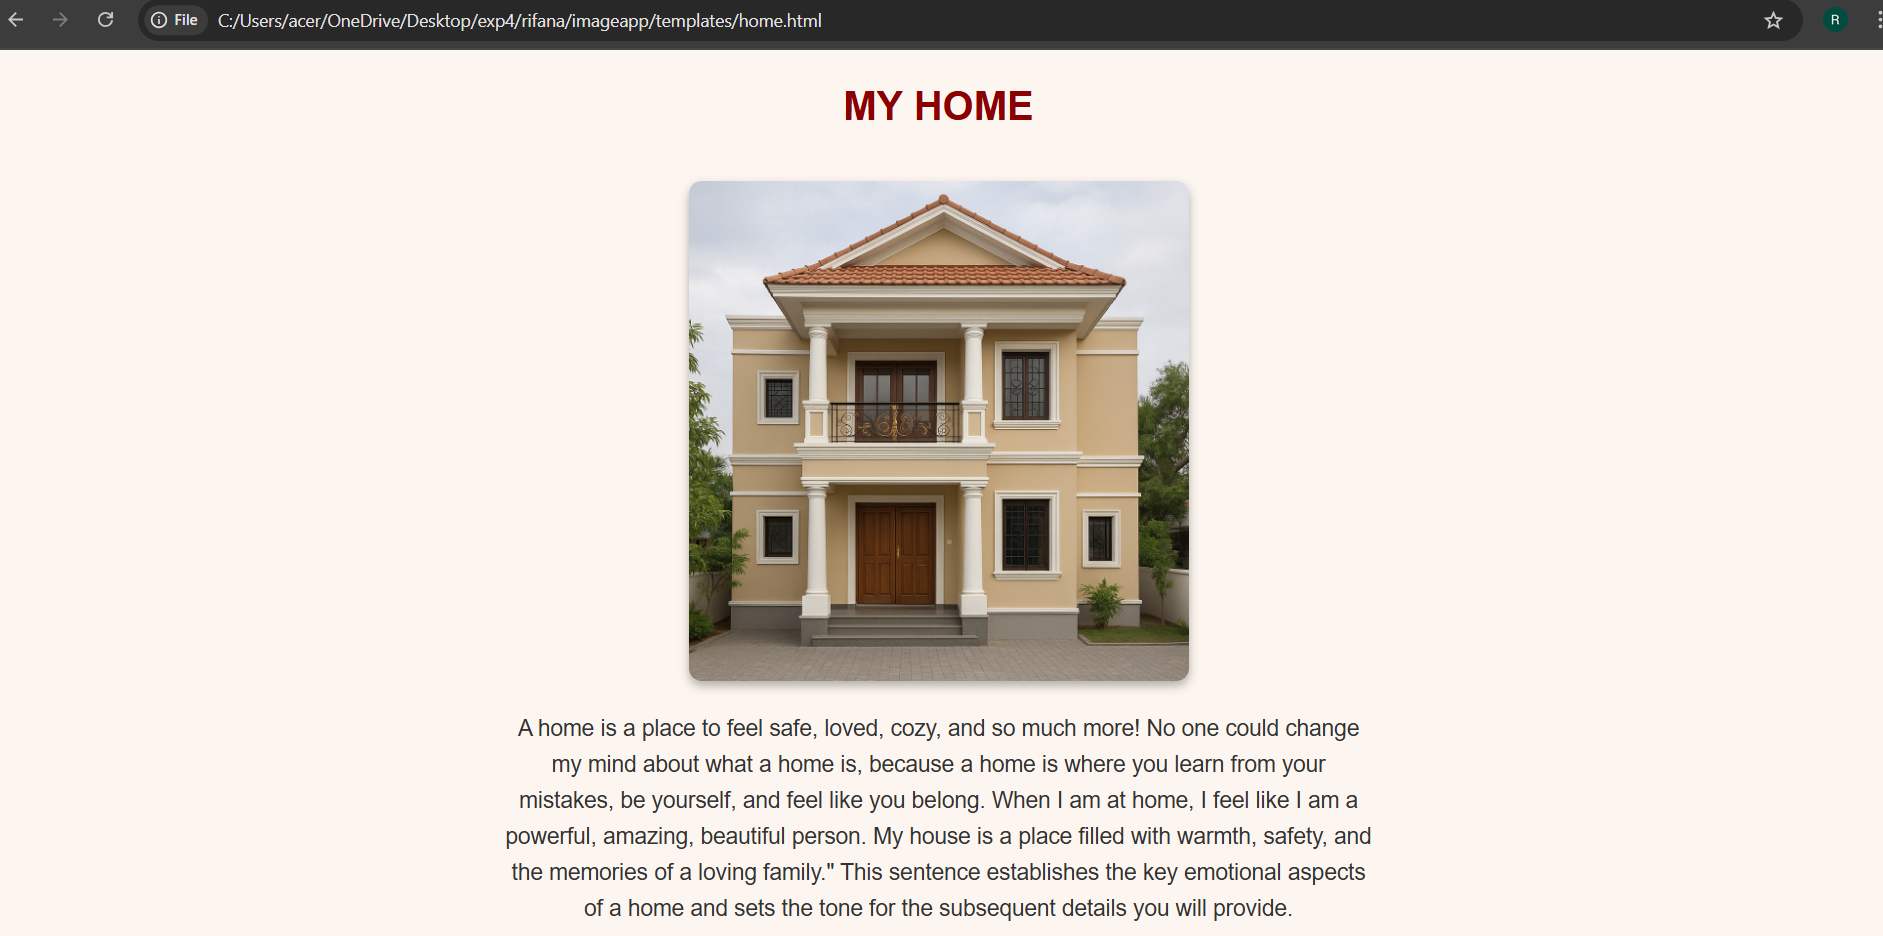 File
C:/Users/acer/OneDrive/Desktop/exp4/rifana/imageapp/templates/home.html
R
MY HOME
A home is a place to feel safe, loved, cozy, and so much more! No one could change
my mind about what a home is, because a home is where you learn from your
mistakes, be yourself, and feel like you belong. When I am at home, I feel like I am a
powerful, amazing, beautiful person. My house is a place filled with warmth, safety, and
the memories of a loving family." This sentence establishes the key emotional aspects
of a home and sets the tone for the subsequent details you will provide.